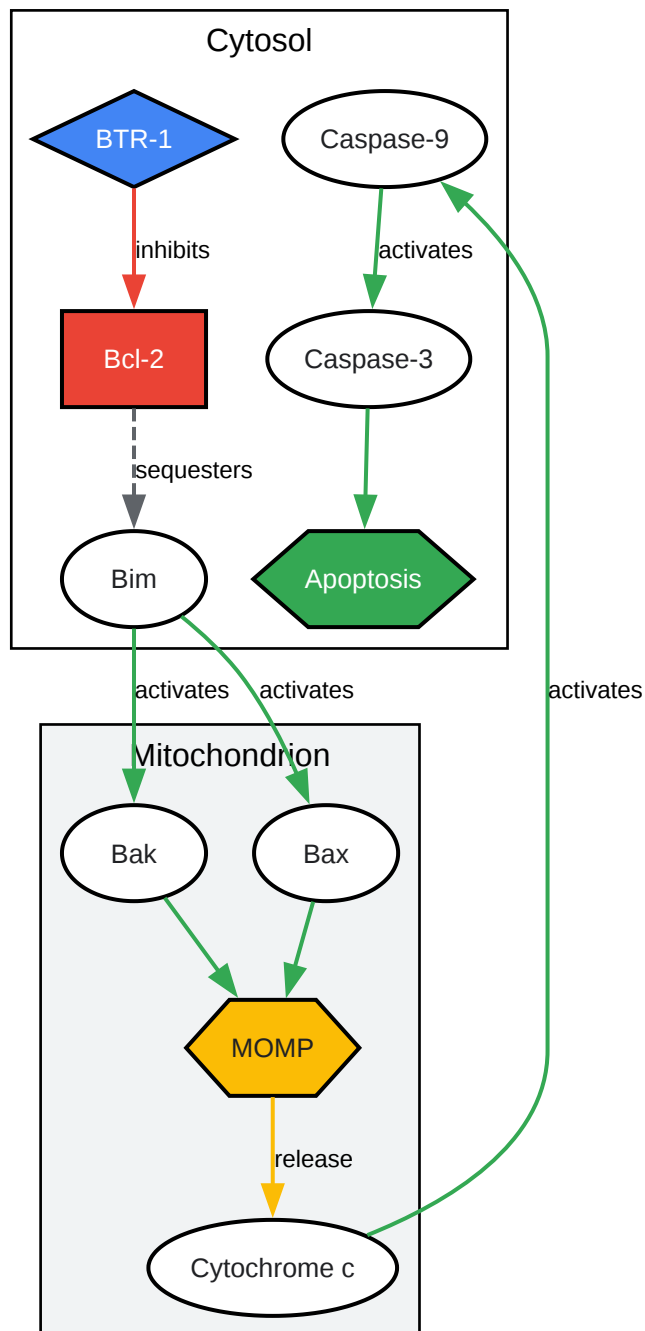 Cytosol
BTR-1
Caspase-9
inhibits
activates
Bcl-2
Caspase-3
sequesters
Bim
Apoptosis
activates
activates
activates
Mitochondrion
Bak
Bax
MOMP
release
Cytochrome c